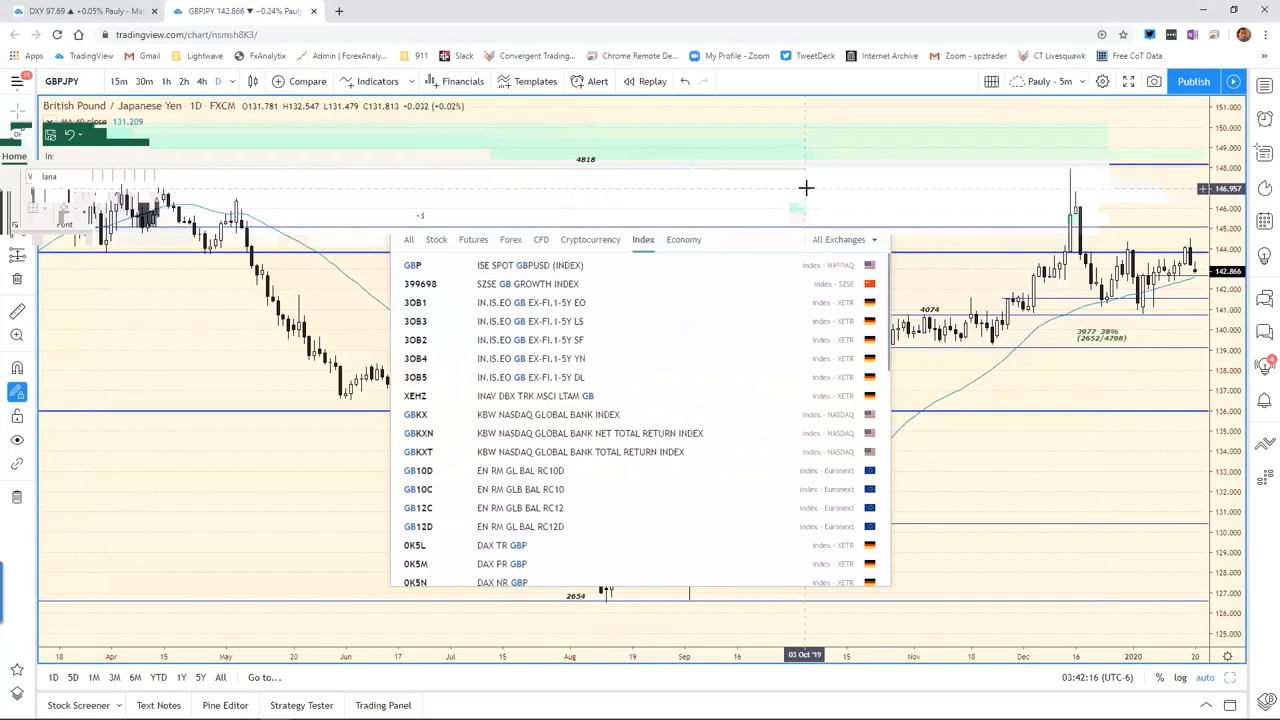 DXY 97.69 ▲ +0.05% Pauly - Main
GBPJPY 142.866 ▼ −0.24% Pauly
tradingview.com/chart/nsmsh8K3/
Apps TradingView Gmail Lightwave FxAnalytix Admin | ForexAnaly... 911 Slack Convergent Trading... Chrome Remote De... My Profile - Zoom TweetDeck Internet Archive Zoom - spztrader CT Livesquawk Free CoT Data
11 GBPJPY 15m 30m 1h 2h 4h D Compare Indicators Financials Templates Alert Replay Pauly - 5m Publish
British Pound / Japanese Yen · 1D · FXCM O131.781 H132.547 L131.479 C131.813 +0.032 (+0.02%)
MA 40 close 131.209
Home
In:
4818
lana
Font
-3
All Stock Futures Forex CFD Cryptocurrency Index Economy All Exchanges
GBP ISE SPOT GBPUSD (INDEX) index - NASDAQ
399698 SZSE GB GROWTH INDEX index - SZSE
3OB1 IN.IS.EO GB EX-FI.1-5Y EO index - XETR
3OB3 IN.IS.EO GB EX-FI.1-5Y LS index - XETR
3OB2 IN.IS.EO GB EX-FI.1-5Y SF index - XETR
3OB4 IN.IS.EO GB EX-FI.1-5Y YN index - XETR
3OB5 IN.IS.EO GB EX-FI.1-5Y DL index - XETR
XEHZ INAV DBX TRK MSCI LTAM GB index - XETR
GBKX KBW NASDAQ GLOBAL BANK INDEX index - NASDAQ
GBKXN KBW NASDAQ GLOBAL BANK NET TOTAL RETURN INDEX index - NASDAQ
GBKXT KBW NASDAQ GLOBAL BANK TOTAL RETURN INDEX index - NASDAQ
GB10D EN RM GL BAL RC10D index - Euronext
GB10C EN RM GLB BAL RC10 index - Euronext
GB12C EN RM GLB BAL RC12 index - Euronext
GB12D EN RM GL BAL RC12D index - Euronext
0K5L DAX TR GBP index - XETR
0K5M DAX PR GBP index - XETR
0K5N DAX NR GBP index - XETR
4074
3977 38%
(2652/4798)
2654
151.000
150.000
149.000
148.000
146.957
146.000
145.000
144.000
142.866
142.000
141.000
140.000
139.000
138.000
137.000
136.000
135.000
134.000
133.000
132.000
131.000
130.000
129.000
128.000
127.000
126.000
125.000
4
18 Apr 15 May 20 Jun 17 Jul 15 Aug 19 Sep 16 03 Oct '19 15 Nov 18 Dec 16 2020 20
1D 5D 1M 3M 6M YTD 1Y 5Y All Go to... 03:42:16 (UTC-6) % log auto
Stock Screener Text Notes Pine Editor Strategy Tester Trading Panel